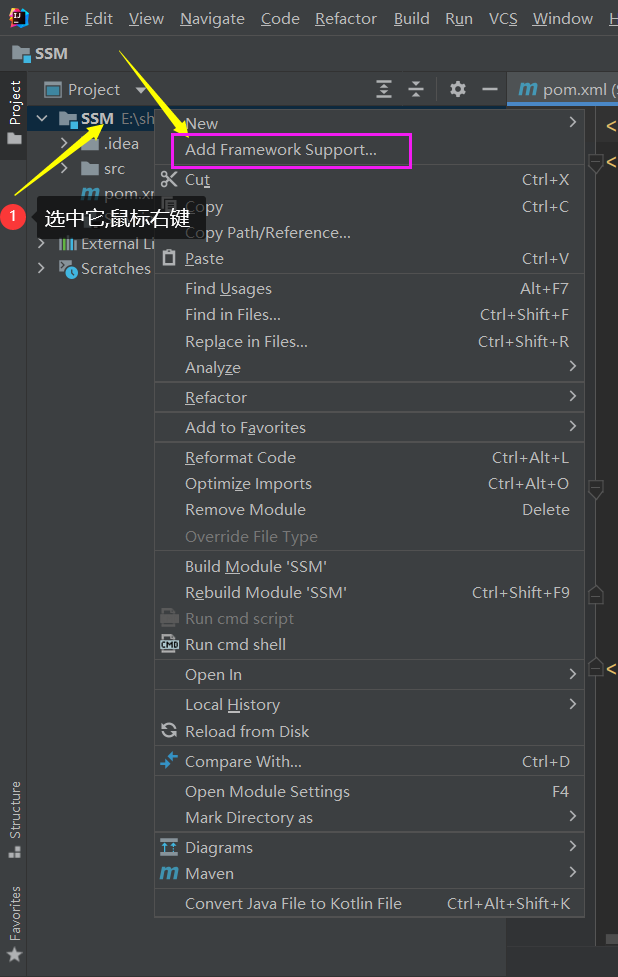 File Edit View Navigate Code Refactor Build Run VCS Window H
SSM
Project
Project
pom.xml (S
SSM E:\sh
.idea
src
pom.xm
External Li
Scratches
1
选中它,鼠标右键
New
Add Framework Support...
Cut Ctrl+X
Copy Ctrl+C
Copy Path/Reference...
Paste Ctrl+V
Find Usages Alt+F7
Find in Files... Ctrl+Shift+F
Replace in Files... Ctrl+Shift+R
Analyze
Refactor
Add to Favorites
Reformat Code Ctrl+Alt+L
Optimize Imports Ctrl+Alt+O
Remove Module Delete
Override File Type
Build Module 'SSM'
Rebuild Module 'SSM' Ctrl+Shift+F9
Run cmd script
CMD Run cmd shell
Open In
Local History
Reload from Disk
Compare With... Ctrl+D
Open Module Settings F4
Mark Directory as
Diagrams
m Maven
Convert Java File to Kotlin File Ctrl+Alt+Shift+K
Structure
Favorites